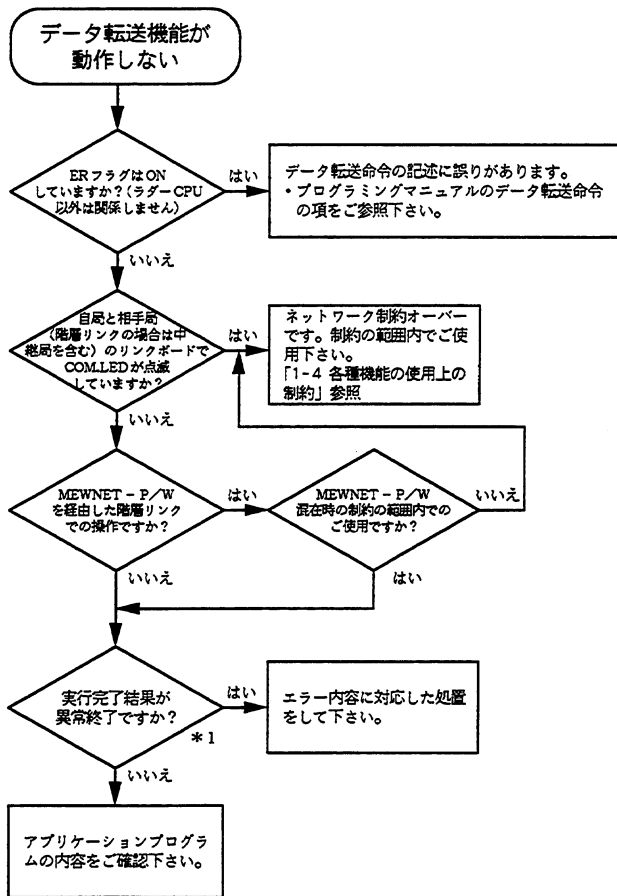 データ転送機能が
動作しない
ERフラグはON
していますか?(ラダーCPU
以外は関係しません)
はい
データ転送命令の記述に誤りがあります。
・プログラミングマニュアルのデータ転送命令
の項をご参照下さい。
いいえ
自局と相手局
(階層リンクの場合は中
継局を含む)のリンクボードで
COM.LEDが点滅
していますか?
はい
ネットワーク制約オーバー
です。制約の範囲内でご使
用下さい。
「1-4 各種機能の使用上の
制約」参照
いいえ
MEWNET-P/W
を経由した階層リンク
での操作ですか?
はい
MEWNET-P/W
混在時の制約の範囲内での
ご使用ですか?
いいえ
いいえ
はい
実行完了結果が
異常終了ですか?
*1
はい
エラー内容に対応した処置
をして下さい。
いいえ
アプリケーションプログラ
ムの内容をご確認下さい。